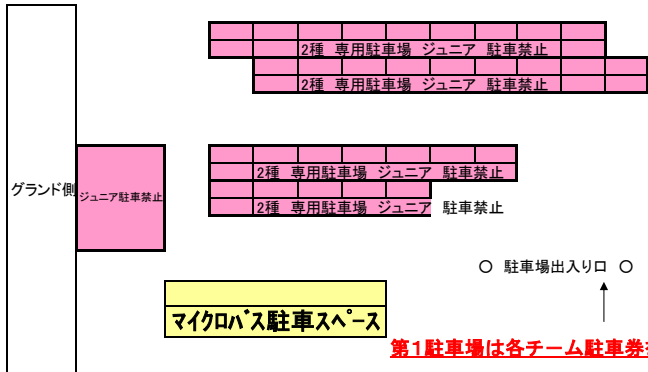 2種 専用駐車場 ジュニア 駐車禁止
2種 専用駐車場 ジュニア 駐車禁止
2種 専用駐車場 ジュニア 駐車禁止
グランド側
ジュニア駐車禁止
2種 専用駐車場 ジュニア 駐車禁止
○ 駐車場出入り口 ○
マイクロバス駐車スペース
第1駐車場は各チーム駐車券